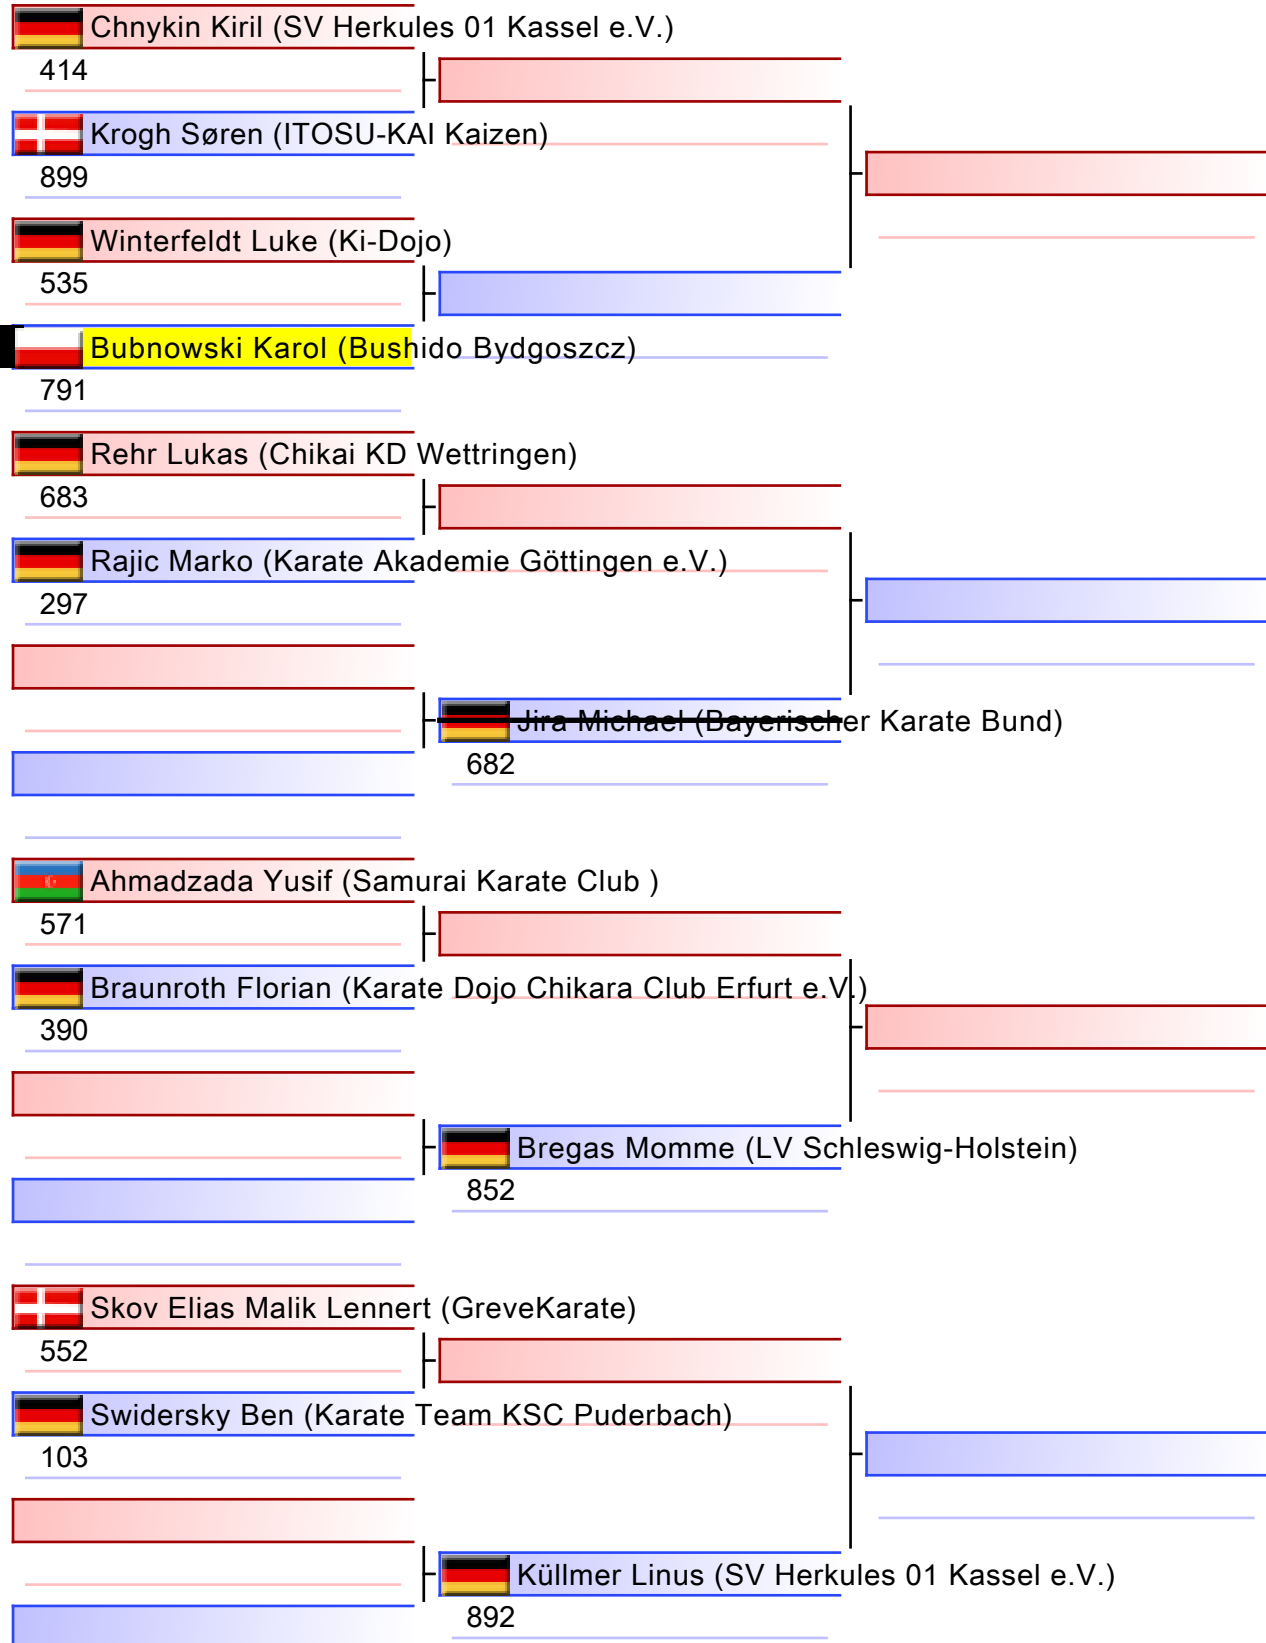 Chnykin Kiril (SV Herkules 01 Kassel e.V.)
414
Krogh Søren (ITOSU-KAI Kaizen)
899
Winterfeldt Luke (Ki-Dojo)
535
Bubnowski Karol (Bushido Bydgoszcz)
791
Rehr Lukas (Chikai KD Wettringen)
683
Rajic Marko (Karate Akademie Göttingen e.V.)
297
Jira Michael (Bayerischer Karate Bund)
682
Ahmadzada Yusif (Samurai Karate Club )
571
Braunroth Florian (Karate Dojo Chikara Club Erfurt e.V.)
390
Bregas Momme (LV Schleswig-Holstein)
852
Skov Elias Malik Lennert (GreveKarate)
552
Swidersky Ben (Karate Team KSC Puderbach)
103
Küllmer Linus (SV Herkules 01 Kassel e.V.)
892